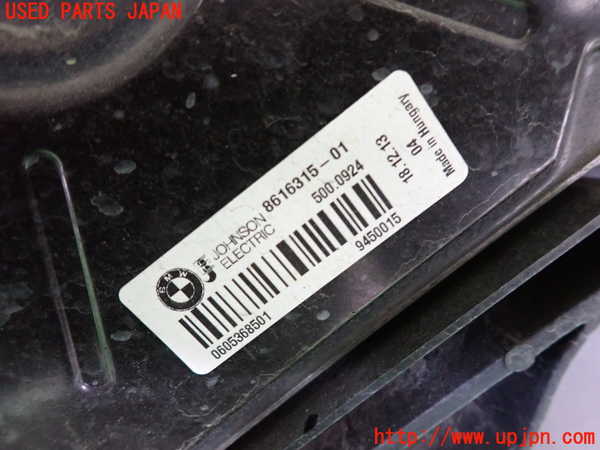 USED PARTS JAPAN
BMW
JOHNSON
ELECTRIC
8616315-01
500.0924
18.12.13
04
Made in Hungary
9450015
0605368501
http://www.upjpn.com/